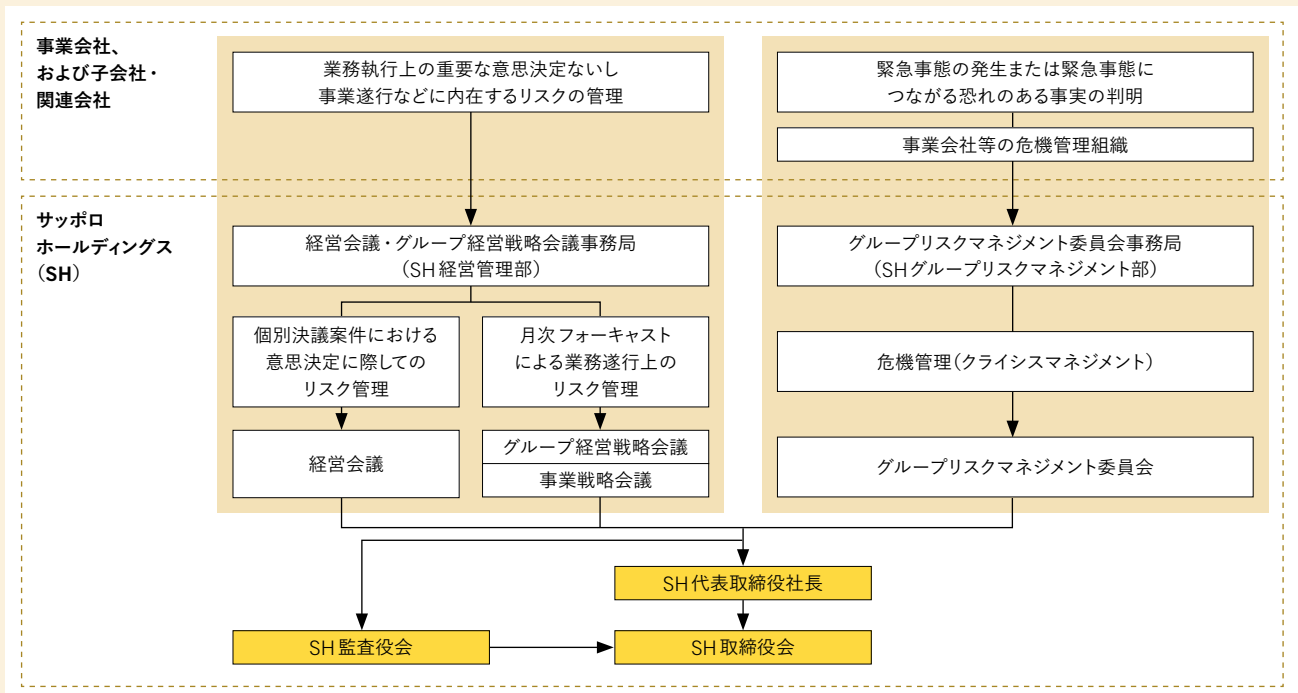 事業会社、
および子会社・
関連会社
業務執行上の重要な意思決定ないし
事業遂行などに内在するリスクの管理
緊急事態の発生または緊急事態に
つながる恐れのある事実の判明
事業会社等の危機管理組織
サッポロ
ホールディングス
（SH）
経営会議・グループ経営戦略会議事務局
（SH経営管理部）
グループリスクマネジメント委員会事務局
（SHグループリスクマネジメント部）
個別決議案件における
意思決定に際しての
リスク管理
月次フォーキャスト
による業務遂行上の
リスク管理
危機管理（クライシスマネジメント）
経営会議
グループ経営戦略会議
事業戦略会議
グループリスクマネジメント委員会
SH代表取締役社長
SH監査役会
SH取締役会